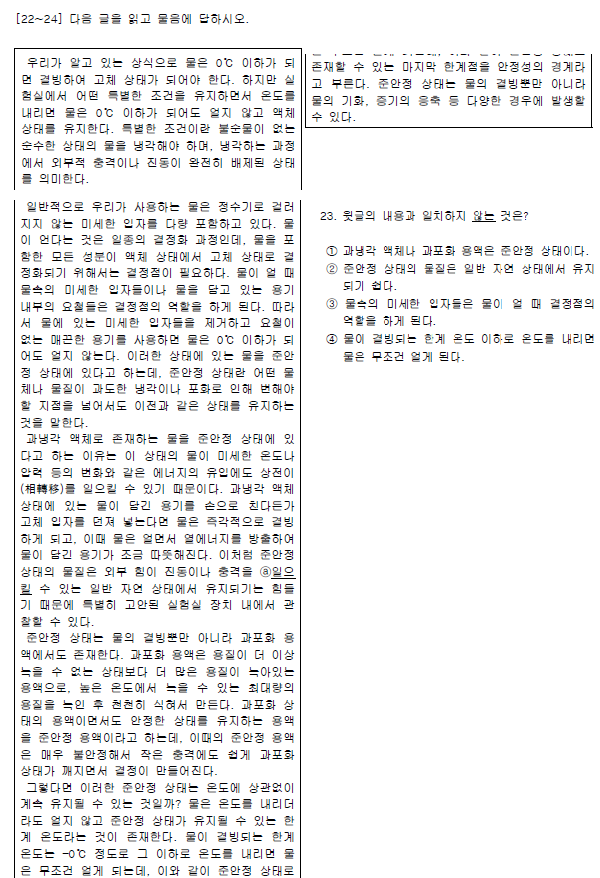 [22~24] 다음 글을 읽고 물음에 답하시오.
우리가 알고 있는 상식으로 물은 0℃ 이하가 되
면 결빙하여 고체 상태가 되어야 한다. 하지만 실
험실에서 어떤 특별한 조건을 유지하면서 온도를
내리면 물은 0℃ 이하가 되어도 얼지 않고 액체
상태를 유지한다. 특별한 조건이란 불순물이 없는
순수한 상태의 물을 냉각해야 하며, 냉각하는 과정
에서 외부적 충격이나 진동이 완전히 배제된 상태
를 의미한다.
일반적으로 우리가 사용하는 물은 정수기로 걸러
지지 않는 미세한 입자를 다량 포함하고 있다. 물
이 언다는 것은 일종의 결정화 과정인데, 물을 포
함한 모든 성분이 액체 상태에서 고체 상태로 결
정화되기 위해서는 결정점이 필요하다. 물이 얼 때
물속의 미세한 입자들이나 물을 담고 있는 용기
내부의 요철들은 결정점의 역할을 하게 된다. 따라
서 물에 있는 미세한 입자들을 제거하고 요철이
없는 매끈한 용기를 사용하면 물은 0℃ 이하가 되
어도 얼지 않는다. 이러한 상태에 있는 물을 준안
정 상태에 있다고 하는데, 준안정 상태란 어떤 물
체나 물질이 과도한 냉각이나 포화로 인해 변해야
할 지점을 넘어서도 이전과 같은 상태를 유지하는
것을 말한다.
과냉각 액체로 존재하는 물을 준안정 상태에 있
다고 하는 이유는 이 상태의 물이 미세한 온도나
압력 등의 변화와 같은 에너지의 유입에도 상전이
(相轉移)를 일으킬 수 있기 때문이다. 과냉각 액체
상태에 있는 물이 담긴 용기를 손으로 친다든가
고체 입자를 던져 넣는다면 물은 즉각적으로 결빙
하게 되고, 이때 물은 얼면서 열에너지를 방출하여
물이 담긴 용기가 조금 따뜻해진다. 이처럼 준안정
상태의 물질은 외부 힘이 진동이나 충격을 ⓐ일으
킬 수 있는 일반 자연 상태에서 유지되기는 힘들
기 때문에 특별히 고안된 실험실 장치 내에서 관
찰할 수 있다.
준안정 상태는 물의 결빙뿐만 아니라 과포화 용
액에서도 존재한다. 과포화 용액은 용질이 더 이상
녹을 수 없는 상태보다 더 많은 용질이 녹아있는
용액으로, 높은 온도에서 녹을 수 있는 최대량의
용질을 녹인 후 천천히 식혀서 만든다. 과포화 상
태의 용액이면서도 안정한 상태를 유지하는 용액
을 준안정 용액이라고 하는데, 이때의 준안정 용액
은 매우 불안정해서 작은 충격에도 쉽게 과포화
상태가 깨지면서 결정이 만들어진다.
그렇다면 이러한 준안정 상태는 온도에 상관없이
계속 유지될 수 있는 것일까? 물은 온도를 내리더
라도 얼지 않고 준안정 상태가 유지될 수 있는 한
계 온도라는 것이 존재한다. 물이 결빙되는 한계
온도는 -0℃ 정도로 그 이하로 온도를 내리면 물
은 무조건 얼게 되는데, 이와 같이 준안정 상태로
존재할 수 있는 마지막 한계점을 안정성의 경계라
고 부른다. 준안정 상태는 물의 결빙뿐만 아니라
물의 기화, 증기의 응축 등 다양한 경우에 발생할
수 있다.
23. 윗글의 내용과 일치하지 않는 것은?
① 과냉각 액체나 과포화 용액은 준안정 상태이다.
② 준안정 상태의 물질은 일반 자연 상태에서 유지
되기 쉽다.
③ 물속의 미세한 입자들은 물이 얼 때 결정점의
역할을 하게 된다.
④ 물이 결빙되는 한계 온도 이하로 온도를 내리면
물은 무조건 얼게 된다.